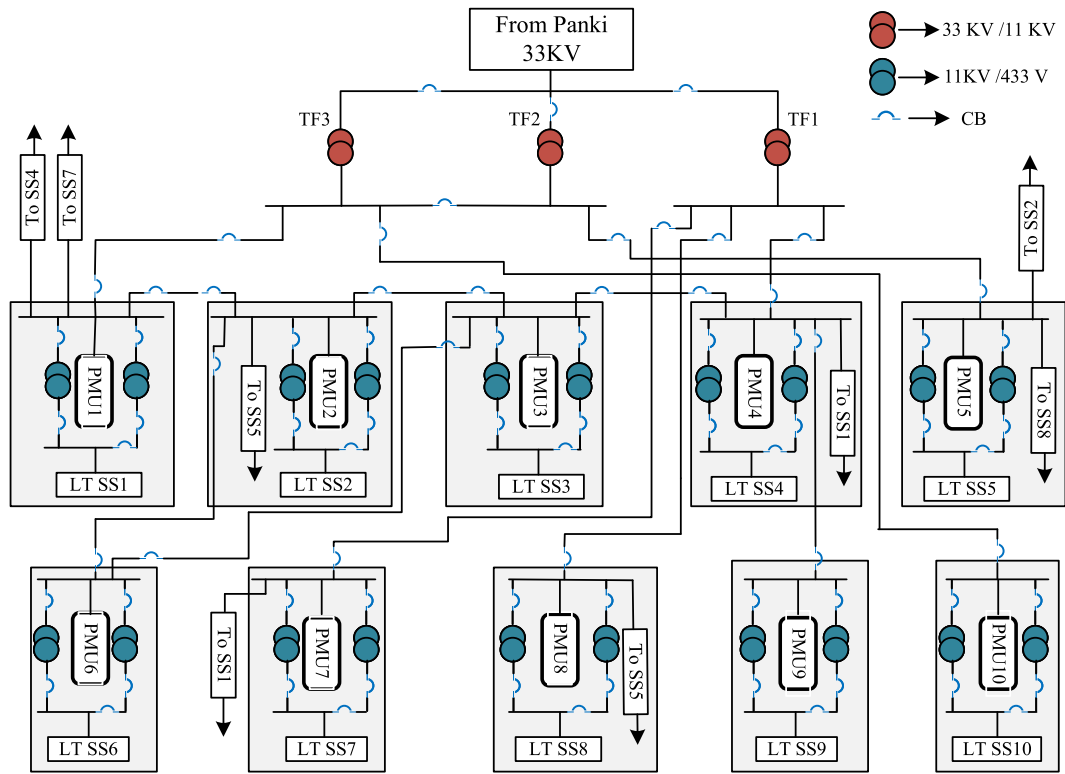 From Panki
33KV
33 KV /11 KV
11KV /433 V
CB
TF3
TF2
TF1
To SS4
To SS7
To SS2
PMU1
PMU2
PMU3
PMU4
PMU5
To SS5
To SS1
To SS8
LT SS1
LT SS2
LT SS3
LT SS4
LT SS5
PMU6
PMU7
PMU8
PMU9
PMU10
To SS1
To SS5
LT SS6
LT SS7
LT SS8
LT SS9
LT SS10